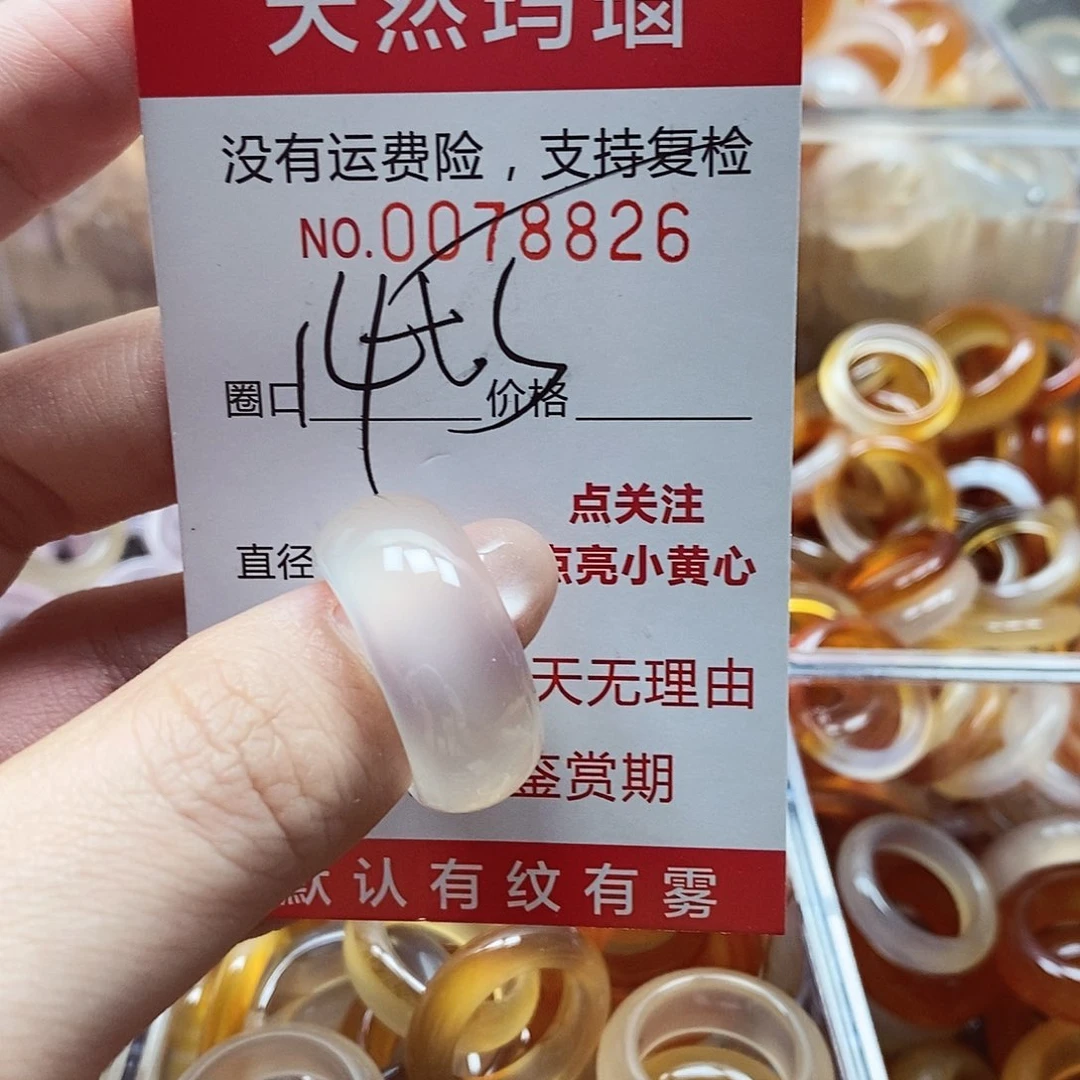 天然玛瑙
没有运费险，支持复检
NO.0078826
圈口 价格
点关注
直径
点亮小黄心
天无理由
鉴赏期
默认有纹有雾